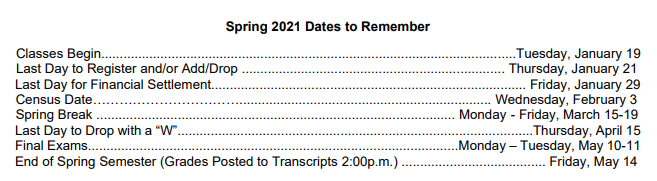 Spring 2021 Dates to Remember
Classes Begin..............................................................................................................Tuesday, January 19
Last Day to Register and/or Add/Drop ...................................................................... Thursday, January 21
Last Day for Financial Settlement................................................................................... Friday, January 29
Census Date……………………………………………………………………………... Wednesday, February 3
Spring Break ................................................................................................ Monday - Friday, March 15-19
Last Day to Drop with a “W”...............................................................................................Thursday, April 15
Final Exams...................................................................................................Monday – Tuesday, May 10-11
End of Spring Semester (Grades Posted to Transcripts 2:00p.m.) ...................................... Friday, May 14